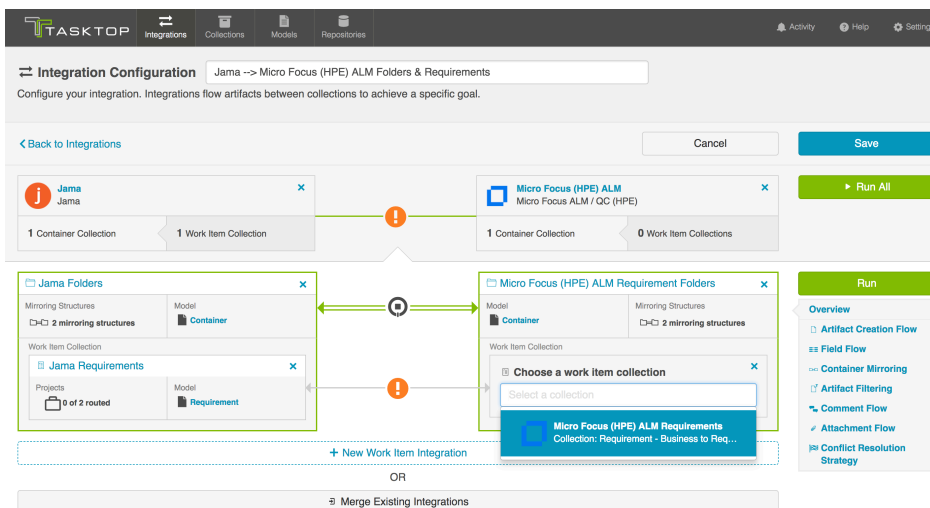 TASKTOP
Integrations
Collections
Models
Repositories
Activity
Help
Setting
Integration Configuration
Jama --> Micro Focus (HPE) ALM Folders & Requirements
Configure your integration. Integrations flow artifacts between collections to achieve a specific goal.
Back to Integrations
Cancel
Save
Jama
Jama
1 Container Collection
1 Work Item Collection
Micro Focus (HPE) ALM
Micro Focus ALM / QC (HPE)
1 Container Collection
0 Work Item Collections
Run All
Jama Folders
Mirroring Structures
2 mirroring structures
Model
Container
Work Item Collection
Jama Requirements
Projects
0 of 2 routed
Model
Requirement
Micro Focus (HPE) ALM Requirement Folders
Model
Container
Mirroring Structures
2 mirroring structures
Work Item Collection
Choose a work item collection
Select a collection
Micro Focus (HPE) ALM Requirements
Collection: Requirement - Business to Req...
Run
Overview
Artifact Creation Flow
Field Flow
Container Mirroring
Artifact Filtering
Comment Flow
Attachment Flow
Conflict Resolution
Strategy
+ New Work Item Integration
OR
Merge Existing Integrations